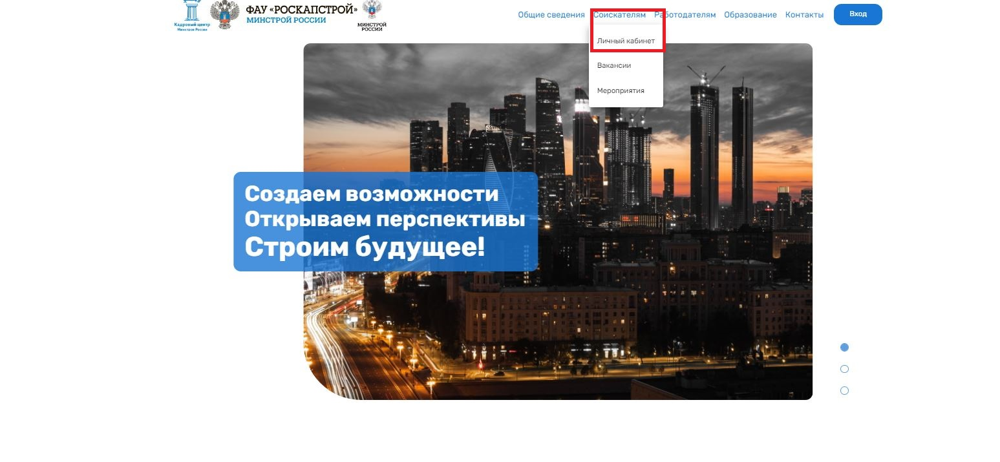 Кадровый центр
Минстроя России
ФАУ «РОСКАПСТРОЙ»
МИНСТРОЙ РОССИИ
МИНСТРОЙ
РОССИИ
Общие сведения
Соискателям
Работодателям
Образование
Контакты
Вход
Личный кабинет
Вакансии
Мероприятия
Создаем возможности
Открываем перспективы
Строим будущее!